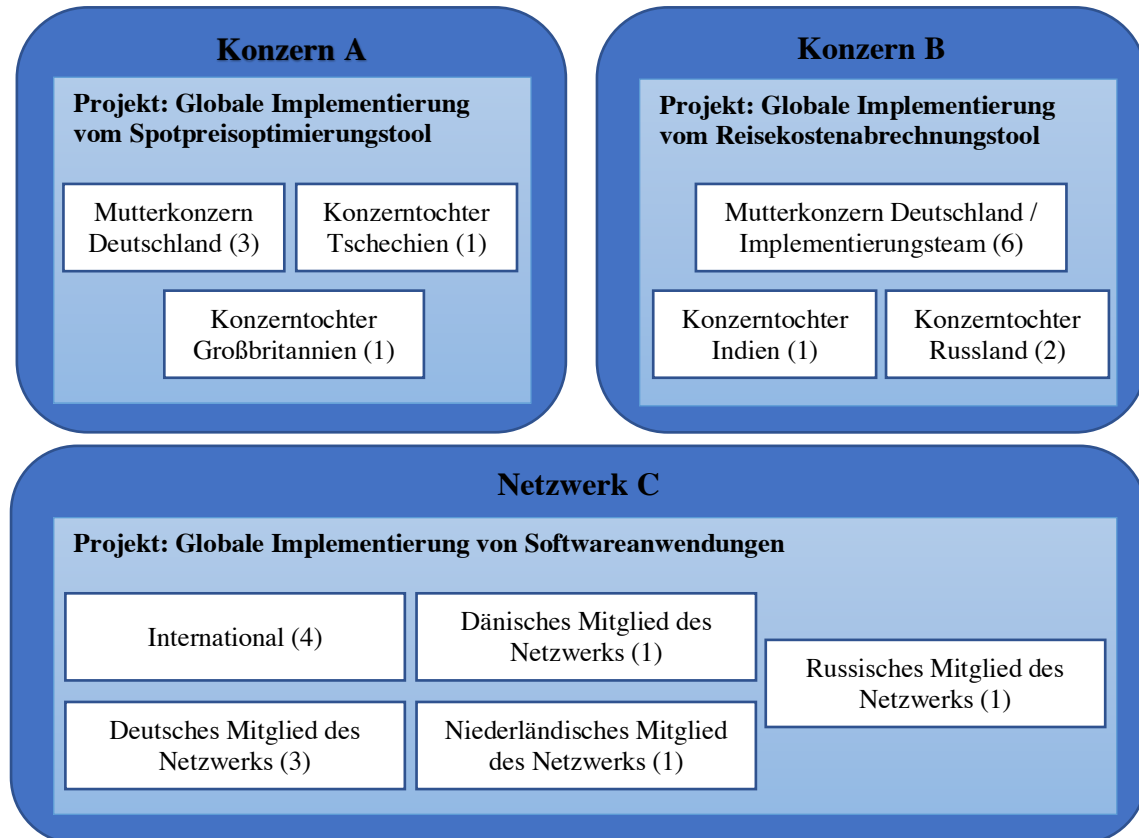 Konzern A
Projekt: Globale Implementierung
vom Spotpreisoptimierungstool
Mutterkonzern
Deutschland (3)
Konzerntochter
Tschechien (1)
Konzerntochter
Großbritannien (1)
Konzern B
Projekt: Globale Implementierung
vom Reisekostenabrechnungstool
Mutterkonzern Deutschland /
Implementierungsteam (6)
Konzerntochter
Indien (1)
Konzerntochter
Russland (2)
Netzwerk C
Projekt: Globale Implementierung von Softwareanwendungen
International (4)
Dänisches Mitglied des
Netzwerks (1)
Russisches Mitglied des
Netzwerks (1)
Deutsches Mitglied des
Netzwerks (3)
Niederländisches Mitglied
des Netzwerks (1)